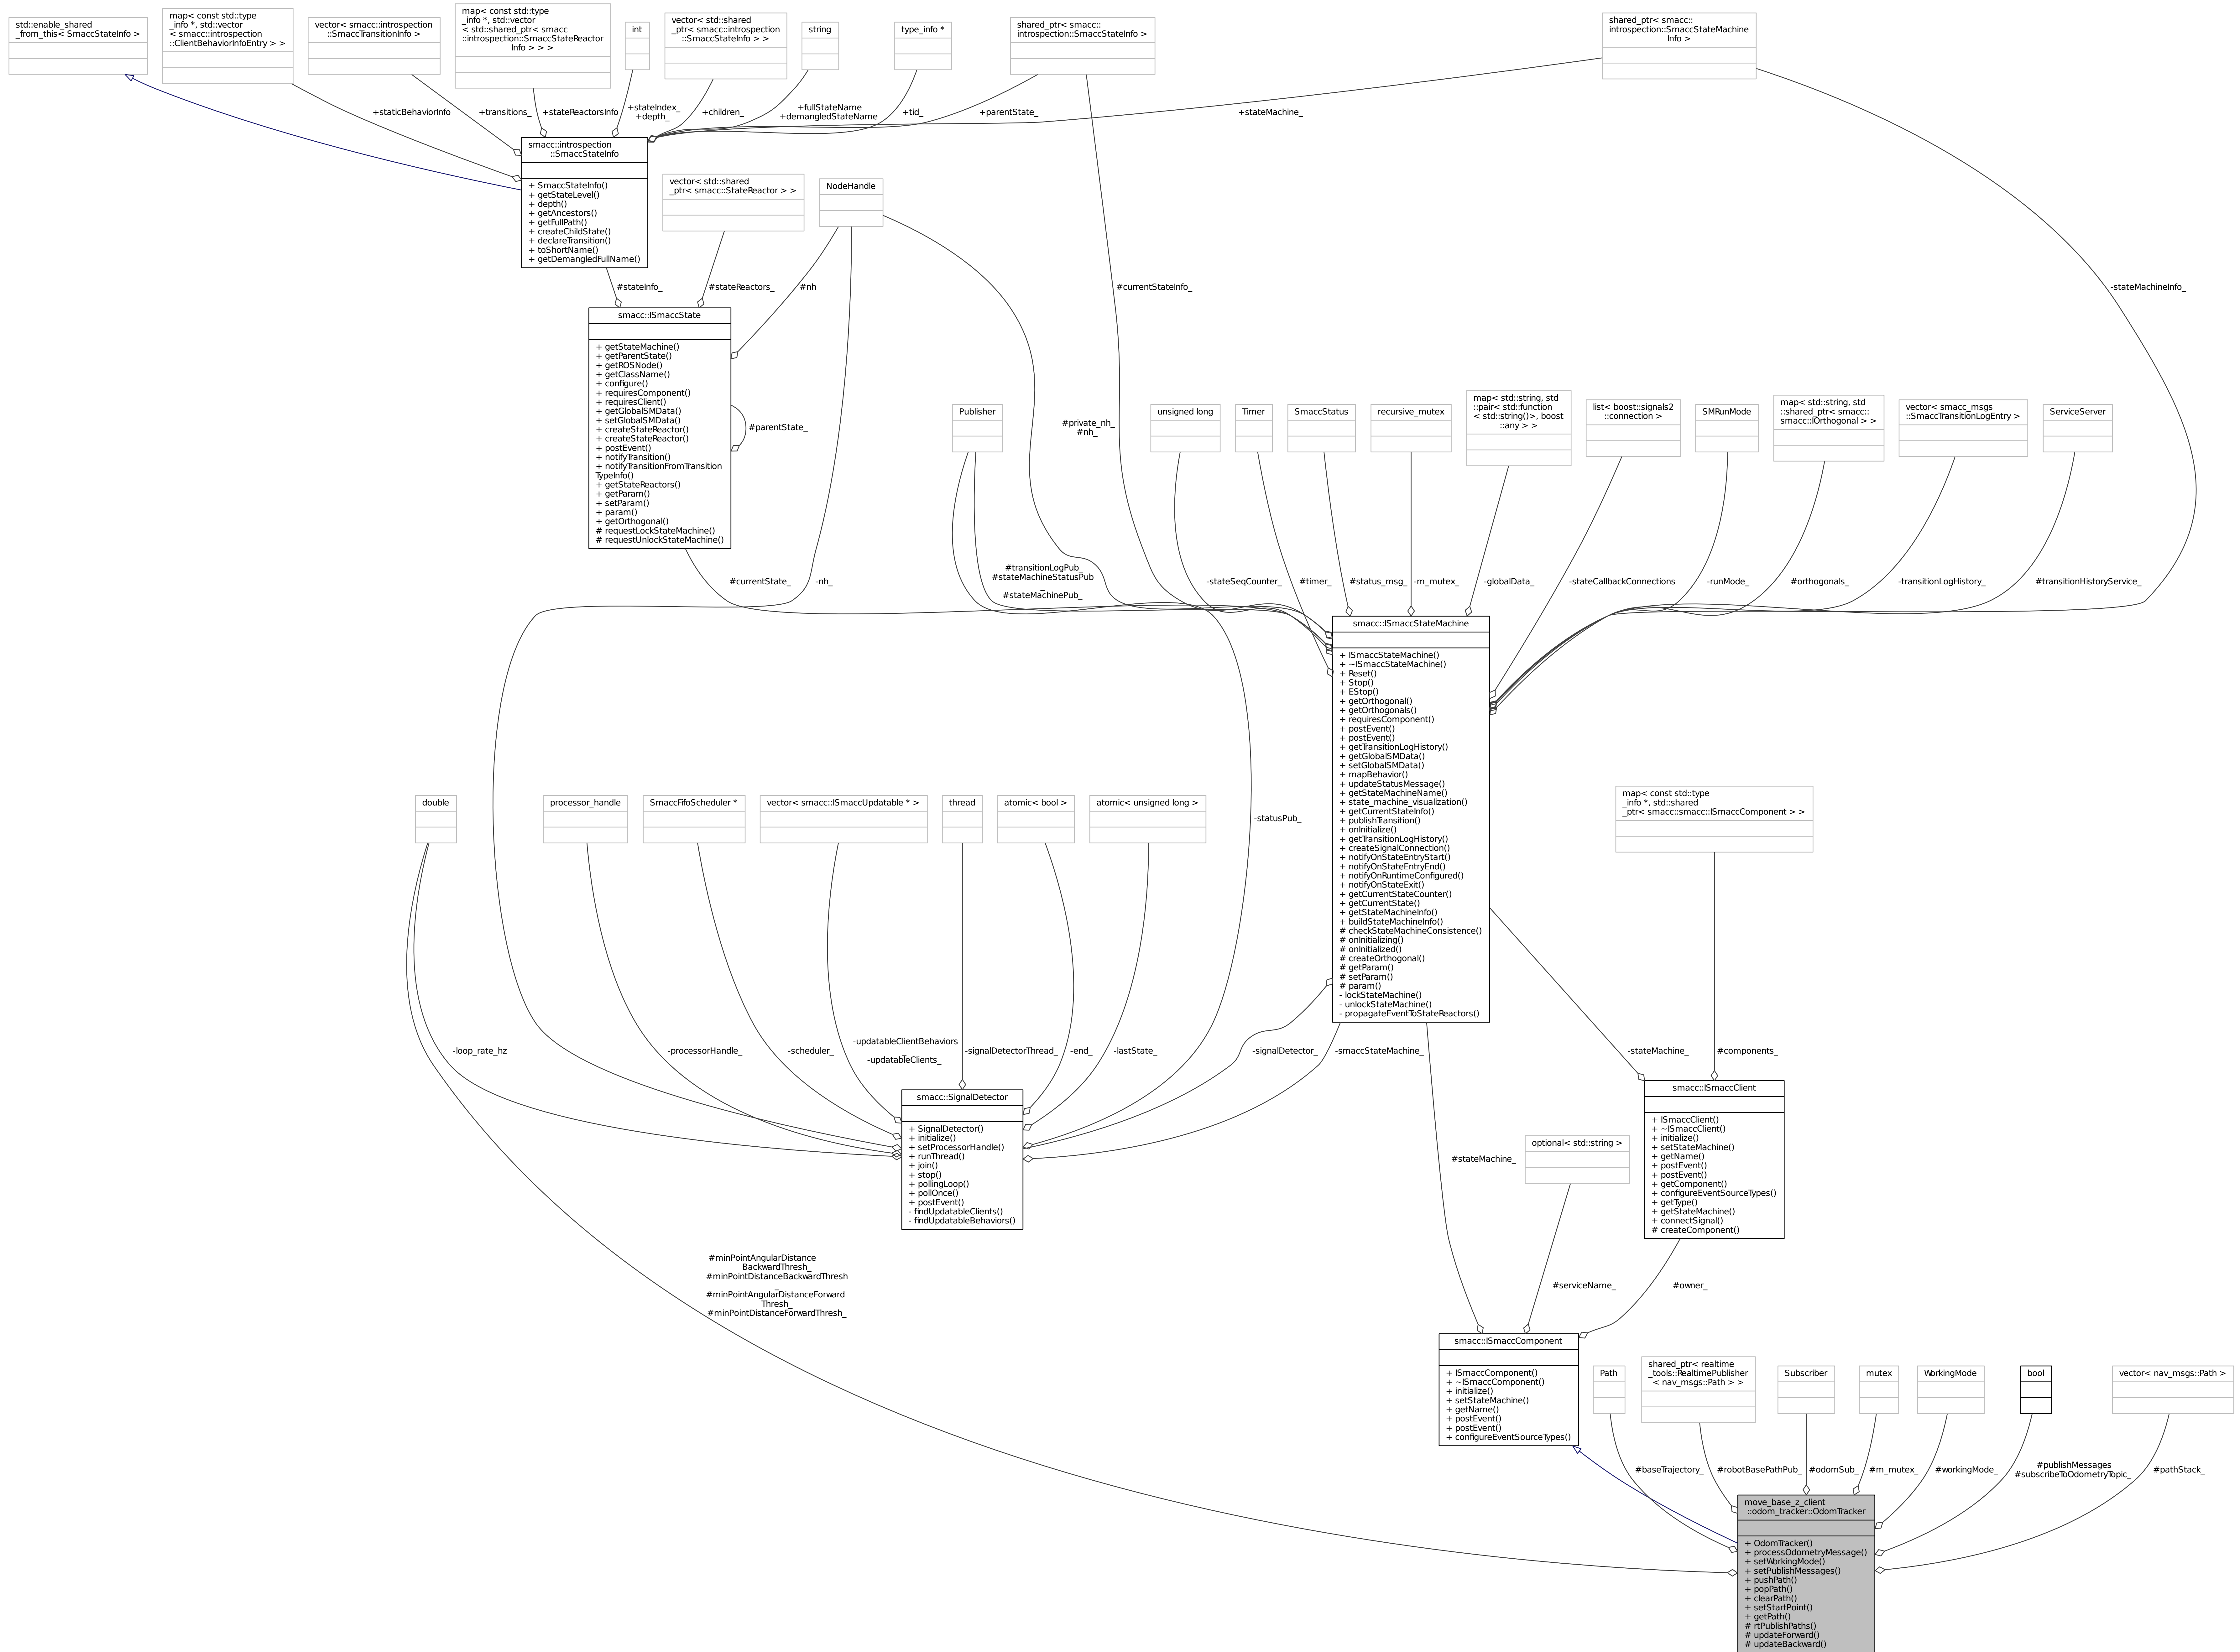 std::enable_shared
_from_this< SmaccStateInfo >
map< const std::type
_info *, std::vector
< smacc::introspection
::ClientBehaviorInfoEntry > >
vector< smacc::introspection
::SmaccTransitionInfo >
map< const std::type
_info *, std::vector
< std::shared_ptr< smacc
::introspection::SmaccStateReactor
Info > > >
int
vector< std::shared
_ptr< smacc::introspection
::SmaccStateInfo > >
string
type_info *
shared_ptr< smacc::
introspection::SmaccStateInfo >
shared_ptr< smacc::
introspection::SmaccStateMachine
Info >
+staticBehaviorInfo
+transitions_
+stateReactorsInfo
+stateIndex_
+depth_
+children_
+fullStateName
+demangledStateName
+tid_
+parentState_
+stateMachine_
smacc::introspection
::SmaccStateInfo
+ SmaccStateInfo()
+ getStateLevel()
+ depth()
+ getAncestors()
+ getFullPath()
+ createChildState()
+ declareTransition()
+ toShortName()
+ getDemangledFullName()
vector< std::shared
_ptr< smacc::StateReactor > >
NodeHandle
#stateInfo_
#stateReactors_
#nh
#currentStateInfo_
-stateMachineInfo_
smacc::ISmaccState
+ getStateMachine()
+ getParentState()
+ getROSNode()
+ getClassName()
+ configure()
+ requiresComponent()
+ requiresClient()
+ getGlobalSMData()
+ setGlobalSMData()
+ createStateReactor()
+ createStateReactor()
+ postEvent()
+ notifyTransition()
+ notifyTransitionFromTransition
TypeInfo()
+ getStateReactors()
+ getParam()
+ setParam()
+ param()
+ getOrthogonal()
# requestLockStateMachine()
# requestUnlockStateMachine()
#parentState_
Publisher
#private_nh_
#nh_
unsigned long
Timer
SmaccStatus
recursive_mutex
map< std::string, std
::pair< std::function
< std::string()>, boost
::any > >
list< boost::signals2
::connection >
SMRunMode
map< std::string, std
::shared_ptr< smacc::
smacc::IOrthogonal > >
vector< smacc_msgs
::SmaccTransitionLogEntry >
ServiceServer
#currentState_
-nh_
#transitionLogPub_
#stateMachineStatusPub
_
#stateMachinePub_
-stateSeqCounter_
#timer_
#status_msg_
-m_mutex_
-globalData_
-stateCallbackConnections
-runMode_
#orthogonals_
-transitionLogHistory_
#transitionHistoryService_
smacc::ISmaccStateMachine
+ ISmaccStateMachine()
+ ~ISmaccStateMachine()
+ Reset()
+ Stop()
+ EStop()
+ getOrthogonal()
+ getOrthogonals()
+ requiresComponent()
+ postEvent()
+ postEvent()
+ getTransitionLogHistory()
+ getGlobalSMData()
+ setGlobalSMData()
+ mapBehavior()
+ updateStatusMessage()
+ getStateMachineName()
+ state_machine_visualization()
+ getCurrentStateInfo()
+ publishTransition()
+ onInitialize()
+ getTransitionLogHistory()
+ createSignalConnection()
+ notifyOnStateEntryStart()
+ notifyOnStateEntryEnd()
+ notifyOnRuntimeConfigured()
+ notifyOnStateExit()
+ getCurrentStateCounter()
+ getCurrentState()
+ getStateMachineInfo()
+ buildStateMachineInfo()
# checkStateMachineConsistence()
# onInitializing()
# onInitialized()
# createOrthogonal()
# getParam()
# setParam()
# param()
- lockStateMachine()
- unlockStateMachine()
- propagateEventToStateReactors()
double
processor_handle
SmaccFifoScheduler *
vector< smacc::ISmaccUpdatable * >
thread
atomic< bool >
atomic< unsigned long >
-statusPub_
map< const std::type
_info *, std::shared
_ptr< smacc::smacc::ISmaccComponent > >
-loop_rate_hz
-processorHandle_
-scheduler_
-updatableClientBehaviors
_
-updatableClients_
-signalDetectorThread_
-end_
-lastState_
-signalDetector_
-smaccStateMachine_
-stateMachine_
#components_
smacc::SignalDetector
+ SignalDetector()
+ initialize()
+ setProcessorHandle()
+ runThread()
+ join()
+ stop()
+ pollingLoop()
+ pollOnce()
+ postEvent()
- findUpdatableClients()
- findUpdatableBehaviors()
smacc::ISmaccClient
+ ISmaccClient()
+ ~ISmaccClient()
+ initialize()
+ setStateMachine()
+ getName()
+ postEvent()
+ postEvent()
+ getComponent()
+ configureEventSourceTypes()
+ getType()
+ getStateMachine()
+ connectSignal()
# createComponent()
optional< std::string >
#stateMachine_
#serviceName_
#owner_
#minPointAngularDistance
BackwardThresh_
#minPointDistanceBackwardThresh
_
#minPointAngularDistanceForward
Thresh_
#minPointDistanceForwardThresh_
smacc::ISmaccComponent
+ ISmaccComponent()
+ ~ISmaccComponent()
+ initialize()
+ setStateMachine()
+ getName()
+ postEvent()
+ postEvent()
+ configureEventSourceTypes()
Path
shared_ptr< realtime
_tools::RealtimePublisher
< nav_msgs::Path > >
Subscriber
mutex
WorkingMode
bool
vector< nav_msgs::Path >
#baseTrajectory_
#robotBasePathPub_
#odomSub_
#m_mutex_
#workingMode_
#publishMessages
#subscribeToOdometryTopic_
#pathStack_
move_base_z_client
::odom_tracker::OdomTracker
+ OdomTracker()
+ processOdometryMessage()
+ setWorkingMode()
+ setPublishMessages()
+ pushPath()
+ popPath()
+ clearPath()
+ setStartPoint()
+ getPath()
# rtPublishPaths()
# updateForward()
# updateBackward()